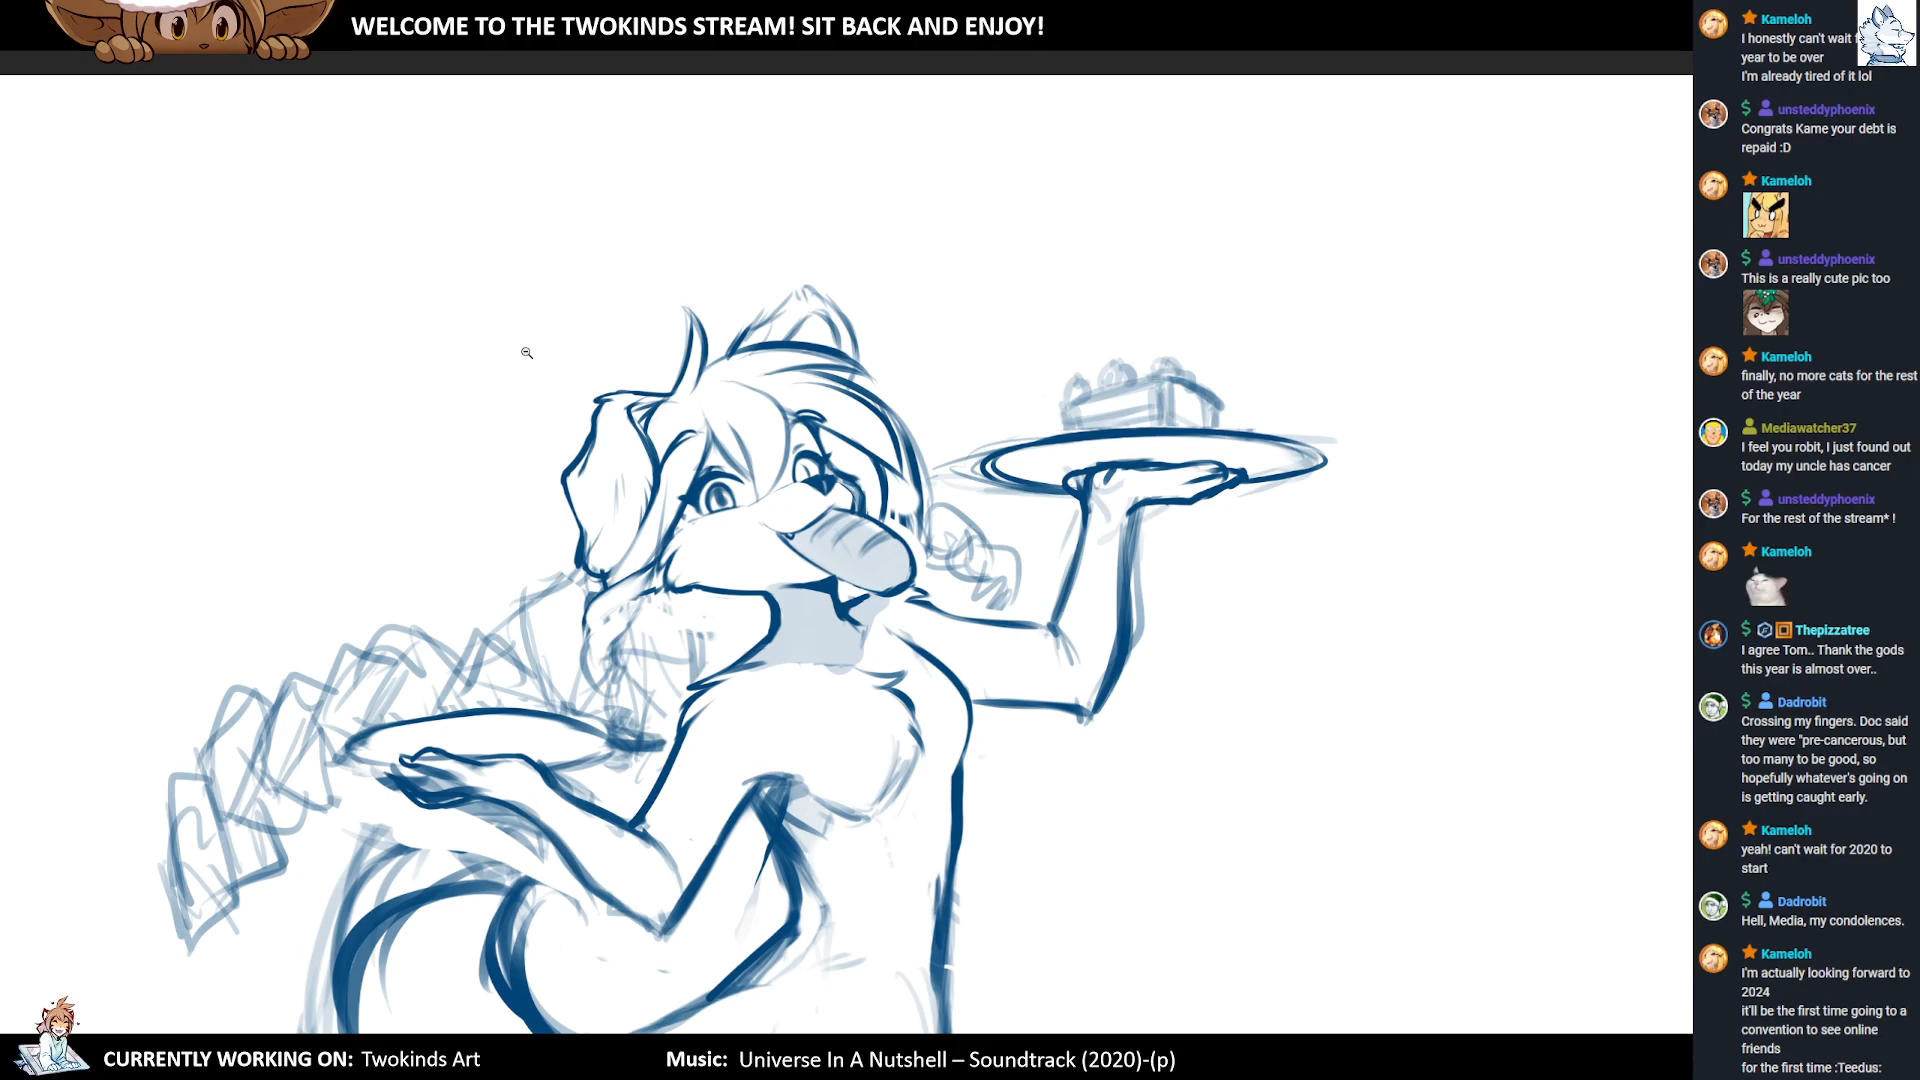 WELCOME TO THE TWOKINDS STREAM! SIT BACK AND ENJOY!
Kameloh
I honestly can't wait
year to be over
I'm already tired of it lol
unsteddyphoenix
Congrats Kame your debt is
repaid :D
Kameloh
unsteddyphoenix
This is a really cute pic too
Kameloh
finally, no more cats for the rest
of the year
Mediawatcher37
I feel you robit, I just found out
today my uncle has cancer
unsteddyphoenix
For the rest of the stream* !
Kameloh
Thepizzatree
I agree Tom.. Thank the gods
this year is almost over..
Dadrobit
Crossing my fingers. Doc said
they were "pre-cancerous, but
too many to be good, so
hopefully whatever's going on
is getting caught early.
Kameloh
yeah! can't wait for 2020 to
start
Dadrobit
Hell, Media, my condolences.
Kameloh
I'm actually looking forward to
2024
it'll be the first time going to a
convention to see online
friends
for the first time :Teedus:
CURRENTLY WORKING ON: Twokinds Art
Music: Universe In A Nutshell – Soundtrack (2020)-(p)